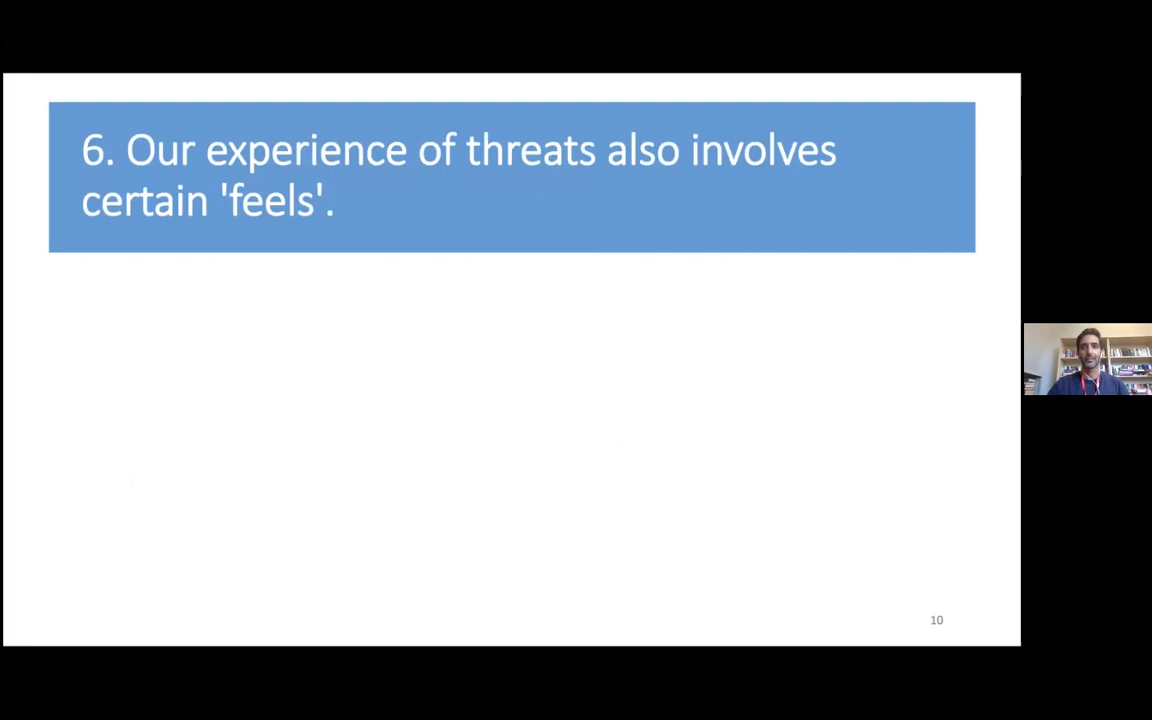 6. Our experience of threats also involves
certain 'feels'.
10